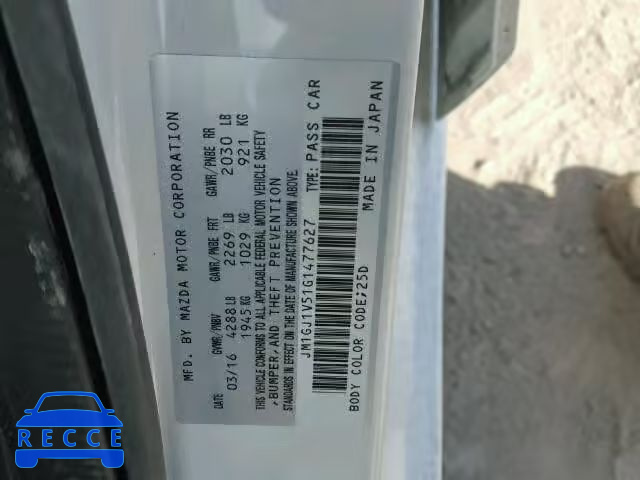 MFD. BY MAZDA MOTOR CORPORATION
DATE GVWR/PNBV GAWR/PNBE FRT GAWR/PNBE RR
03/16 4288 LB 2269 LB 2030 LB
1945 KG 1029 KG 921 KG
THIS VEHICLE CONFORMS TO ALL APPLICABLE FEDERAL MOTOR VEHICLE SAFETY
,BUMPER, AND THEFT PREVENTION
STANDARDS IN EFFECT ON THE DATE OF MANUFACTURE SHOWN ABOVE.
JM1GJ1V51G1477627 TYPE: PASS CAR
BODY COLOR CODE;25D MADE IN JAPAN
RECCE